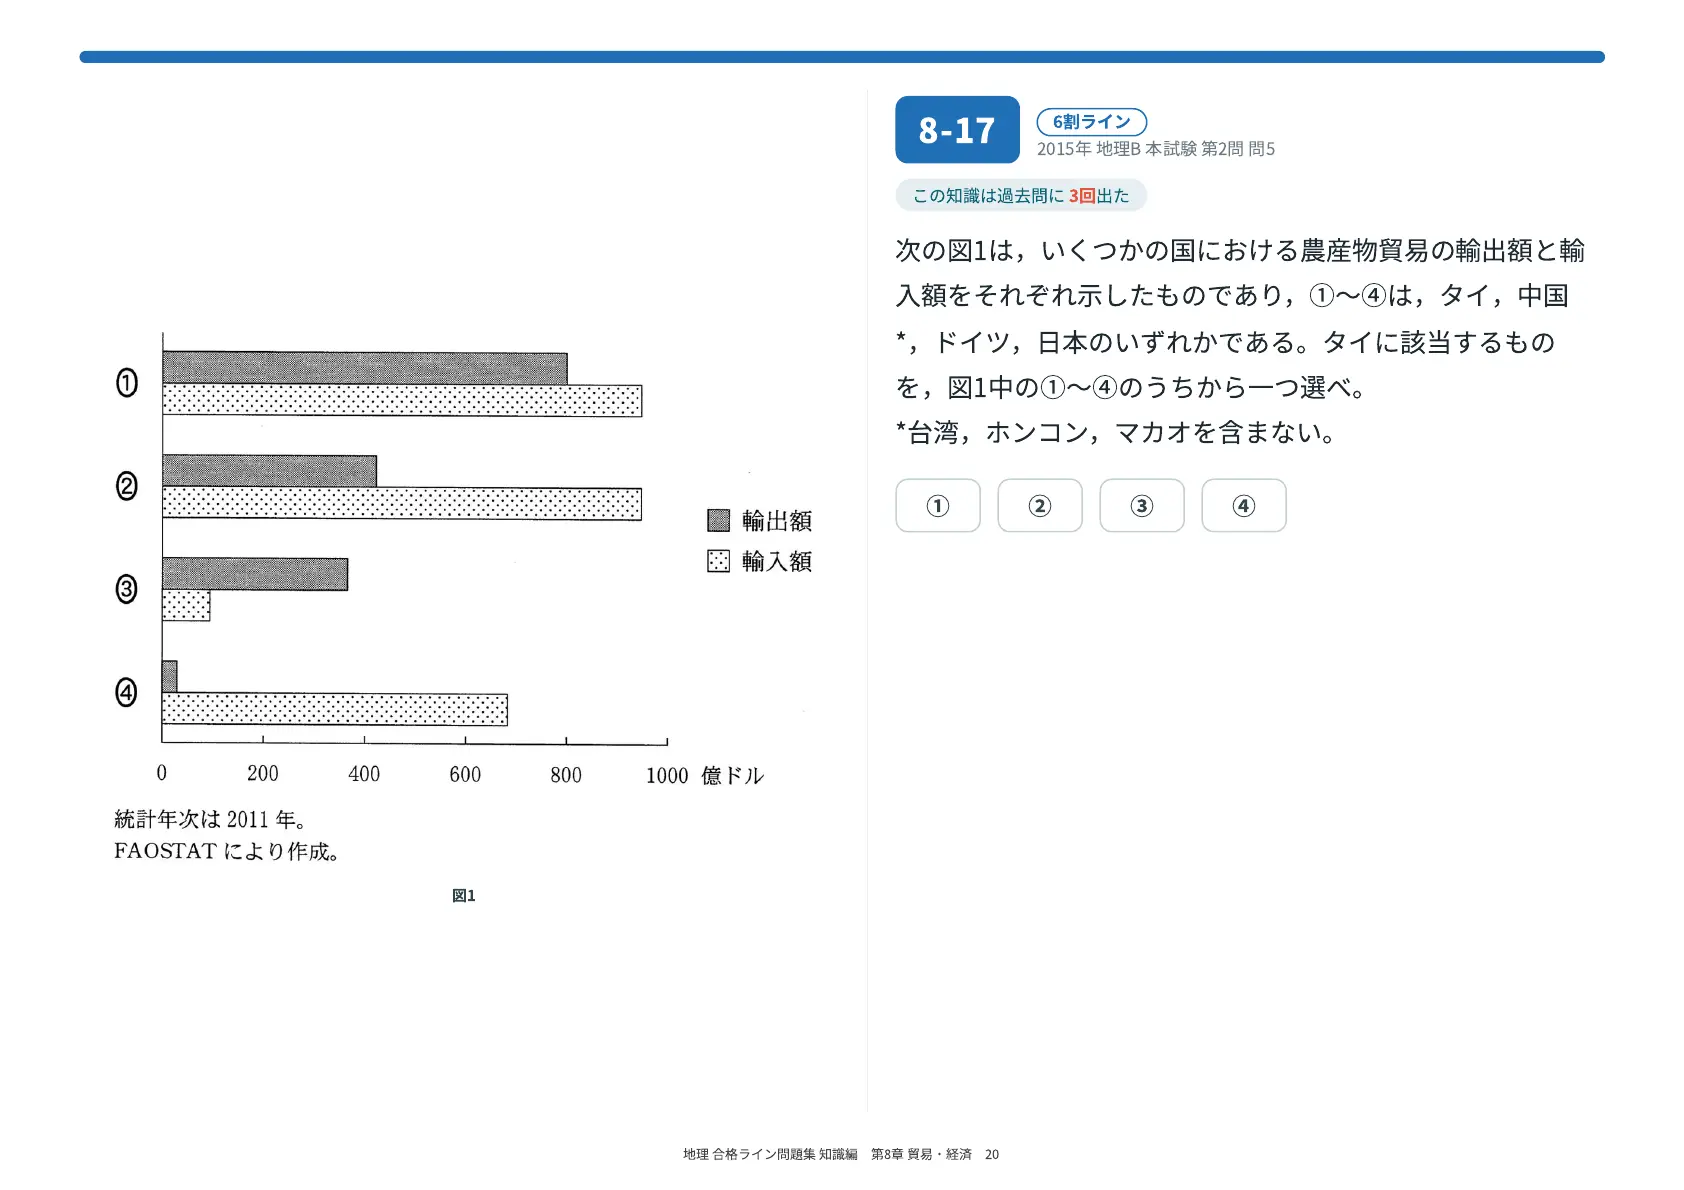 ①
②
③
④
輸出額
輸入額
0 200 400 600 800 1000 億ドル
統計年次は 2011 年。
FAOSTAT により作成。
図1
8-17
6割ライン
2015年 地理B 本試験 第2問 問5
この知識は過去問に 3回出た
次の図1は，いくつかの国における農産物貿易の輸出額と輸
入額をそれぞれ示したものであり，①〜④は，タイ，中国
*，ドイツ，日本のいずれかである。タイに該当するもの
を，図1中の①〜④のうちから一つ選べ。
*台湾，ホンコン，マカオを含まない。
① ② ③ ④
地理 合格ライン問題集 知識編　第8章 貿易・経済　20